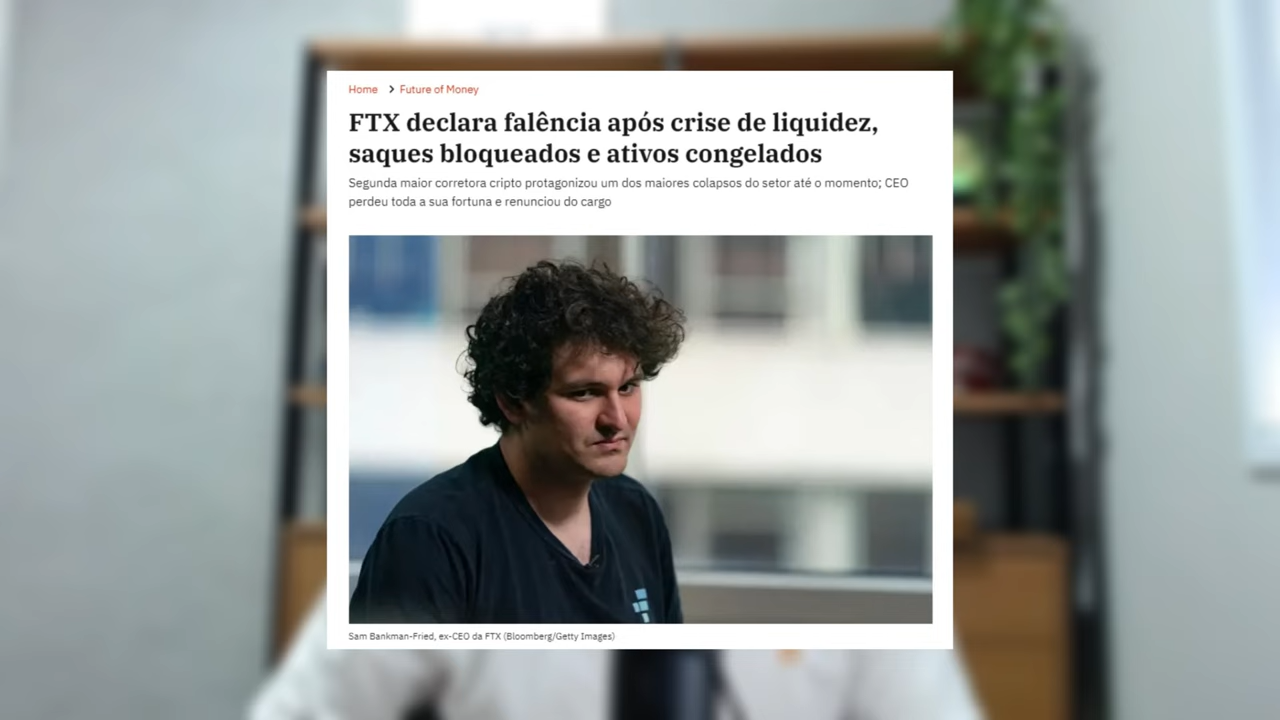 Home > Future of Money
FTX declara falência após crise de liquidez,
saques bloqueados e ativos congelados
Segunda maior corretora cripto protagonizou um dos maiores colapsos do setor até o momento; CEO
perdeu toda a sua fortuna e renunciou do cargo
Sam Bankman-Fried, ex-CEO da FTX (Bloomberg/Getty Images)